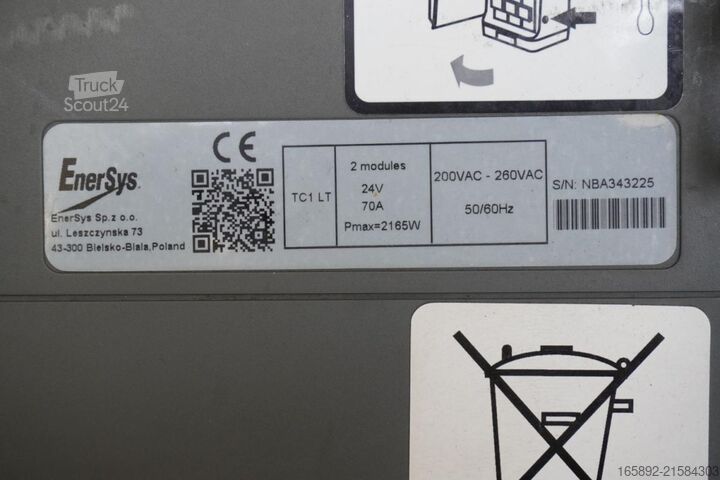 Truck
Scout24
EnerSys
EnerSys Sp.z o.o.
ul. Leszczynska 73
43-300 Bielsko-Biala,Poland
CE
TC1 LT
2 modules
24V
70A
Pmax=2165W
200VAC - 260VAC
50/60Hz
S/N: NBA343225
165892-21584303